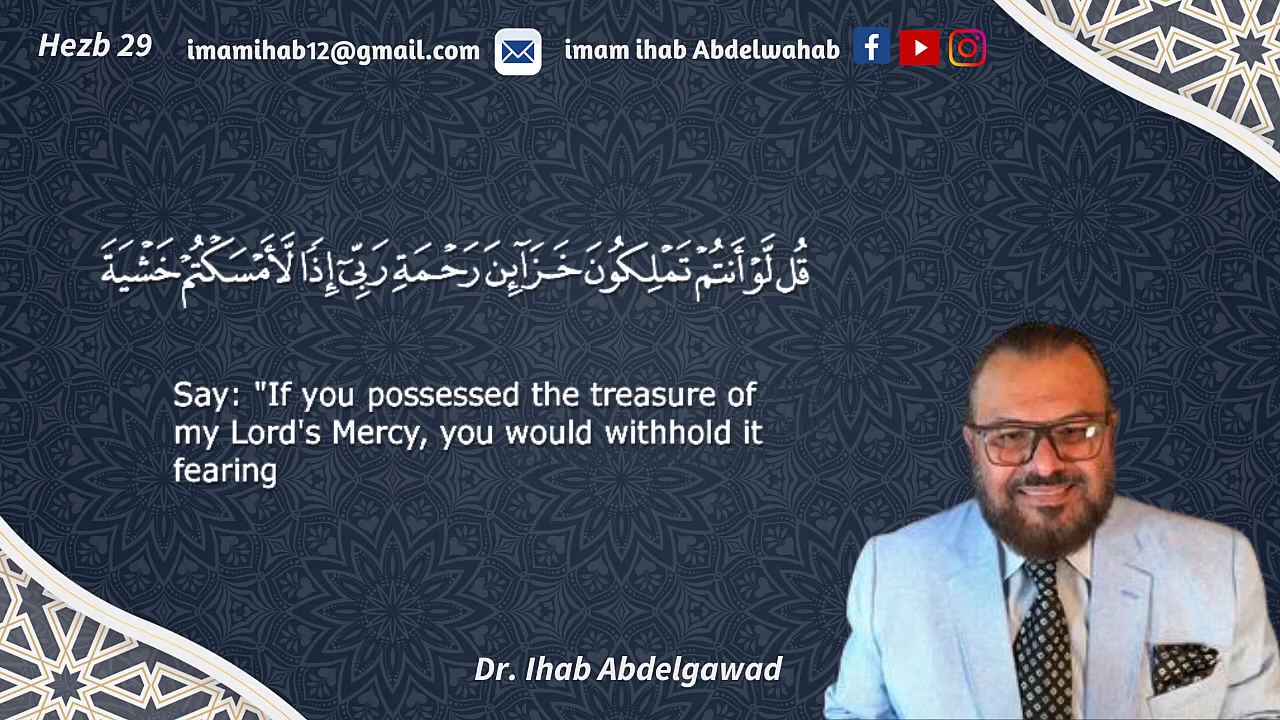 Hezb 29
imamihab12@gmail.com
imam ihab Abdelwahab
قُل لَّوْ أَنتُمْ تَمْلِكُونَ خَزَآئِنَ رَحْمَةِ رَبِّىٓ إِذًا لَّأَمْسَكْتُمْ خَشْيَةَ
Say: "If you possessed the treasure of
my Lord's Mercy, you would withhold it
fearing
Dr. Ihab Abdelgawad